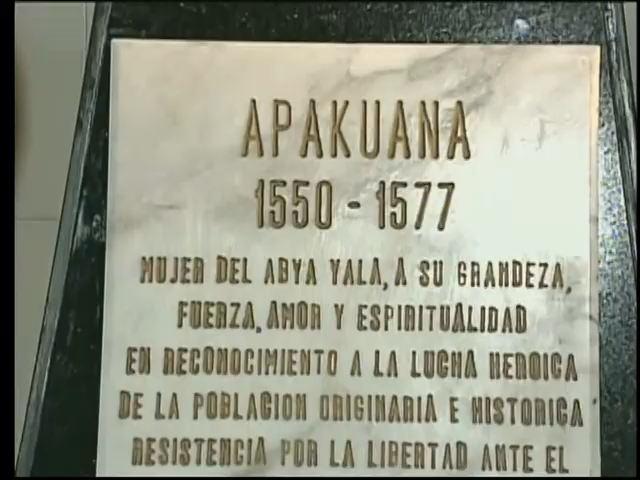 APAKUANA
1550 - 1577
MUJER DEL ABYA YALA, A SU GRANDEZA,
FUERZA, AMOR Y ESPIRITUALIDAD
EN RECONOCIMIENTO A LA LUCHA HEROICA
DE LA POBLACION ORIGINARIA E HISTORICA
RESISTENCIA POR LA LIBERTAD ANTE EL